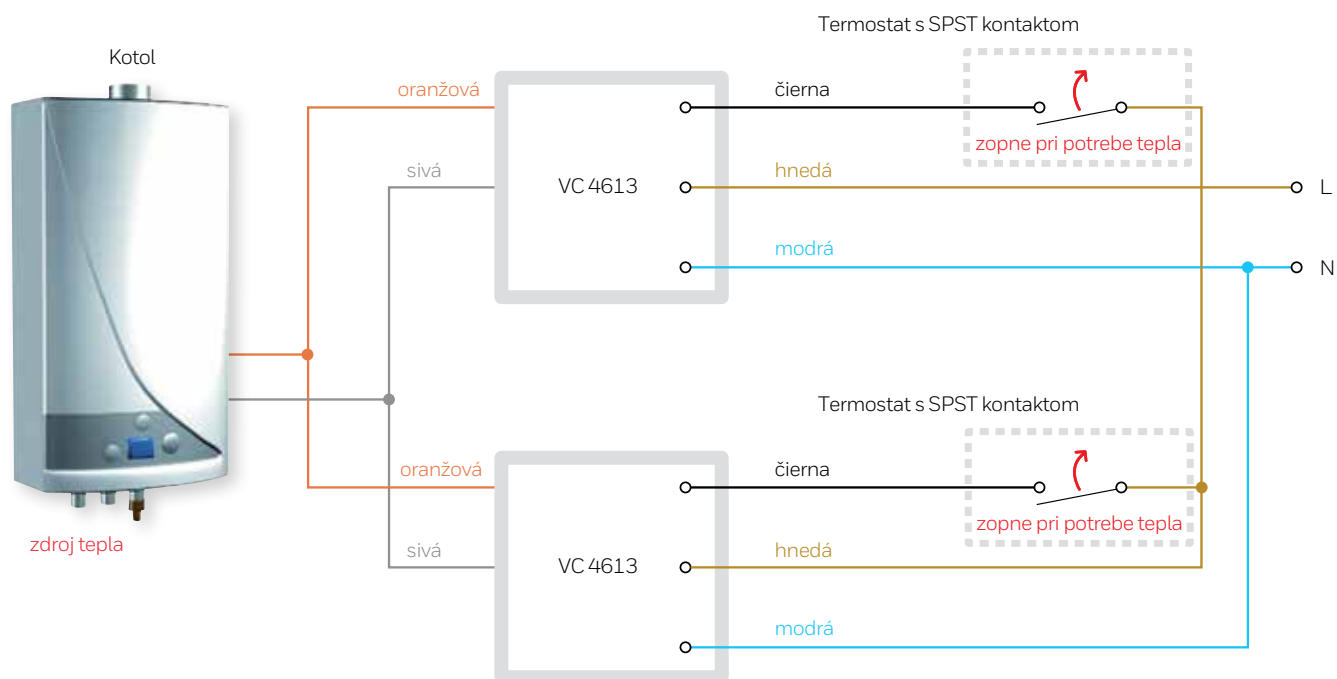 Termostat s SPST kontaktom
Kotol
oranžová
čierna
zopne pri potrebe tepla
sivá
VC 4613
hnedá
L
modrá
N
Termostat s SPST kontaktom
oranžová
čierna
zopne pri potrebe tepla
zdroj tepla
sivá
VC 4613
hnedá
modrá